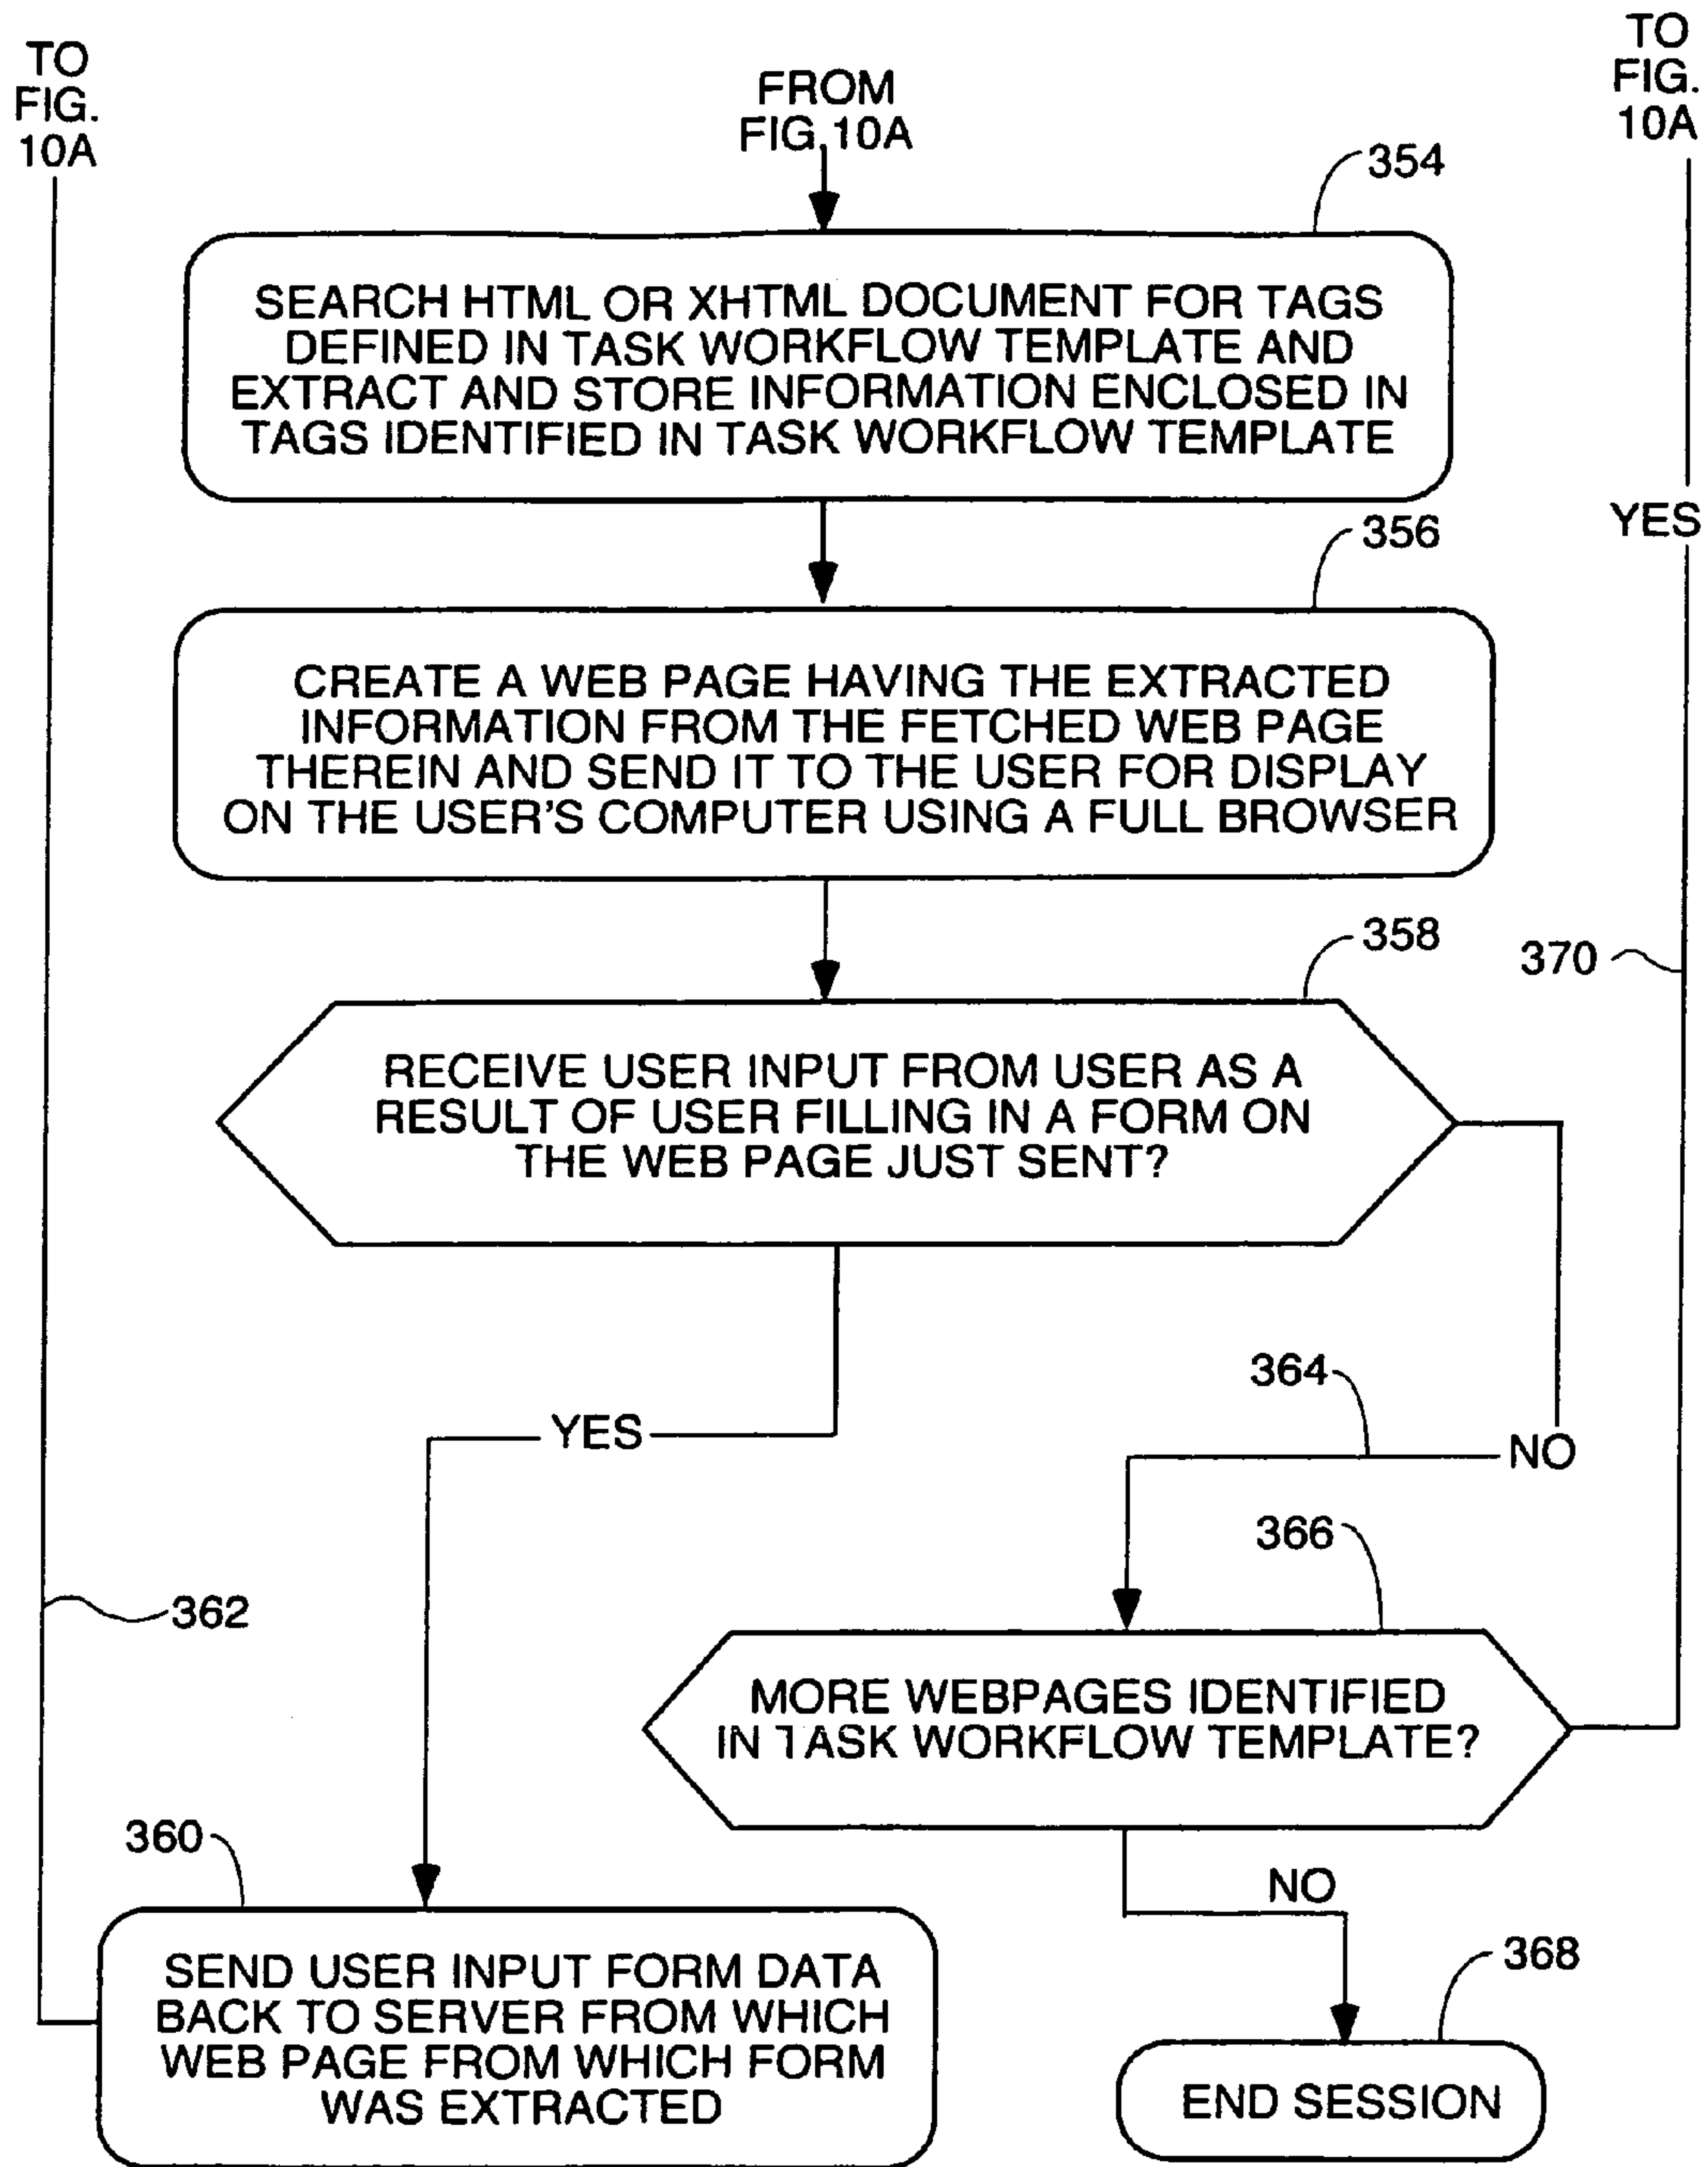 TO
FIG.
10A
FROM
FIG.10A
TO
FIG.
10A
354
SEARCH HTML OR XHTML DOCUMENT FOR TAGS
DEFINED IN TASK WORKFLOW TEMPLATE AND
EXTRACT AND STORE INFORMATION ENCLOSED IN
TAGS IDENTIFIED IN TASK WORKFLOW TEMPLATE
YES
356
CREATE A WEB PAGE HAVING THE EXTRACTED
INFORMATION FROM THE FETCHED WEB PAGE
THEREIN AND SEND IT TO THE USER FOR DISPLAY
ON THE USER'S COMPUTER USING A FULL BROWSER
358
370
RECEIVE USER INPUT FROM USER AS A
RESULT OF USER FILLING IN A FORM ON
THE WEB PAGE JUST SENT?
364
YES
NO
366
362
MORE WEBPAGES IDENTIFIED
IN TASK WORKFLOW TEMPLATE?
360
NO
368
SEND USER INPUT FORM DATA
BACK TO SERVER FROM WHICH
WEB PAGE FROM WHICH FORM
WAS EXTRACTED
END SESSION